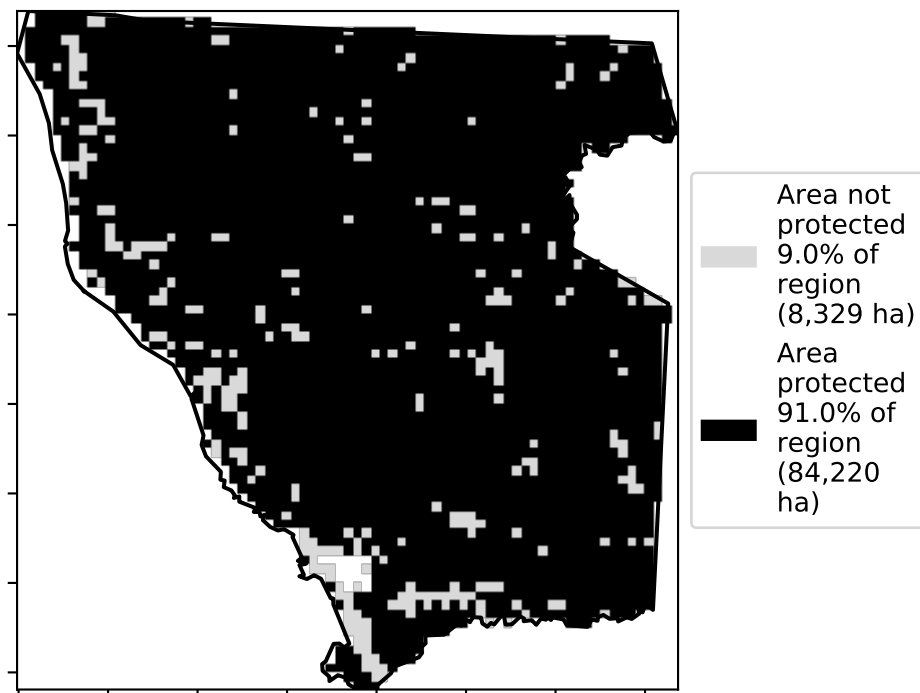 Area not
protected
9.0% of
region
(8,329 ha)
Area
protected
91.0% of
region
(84,220
ha)